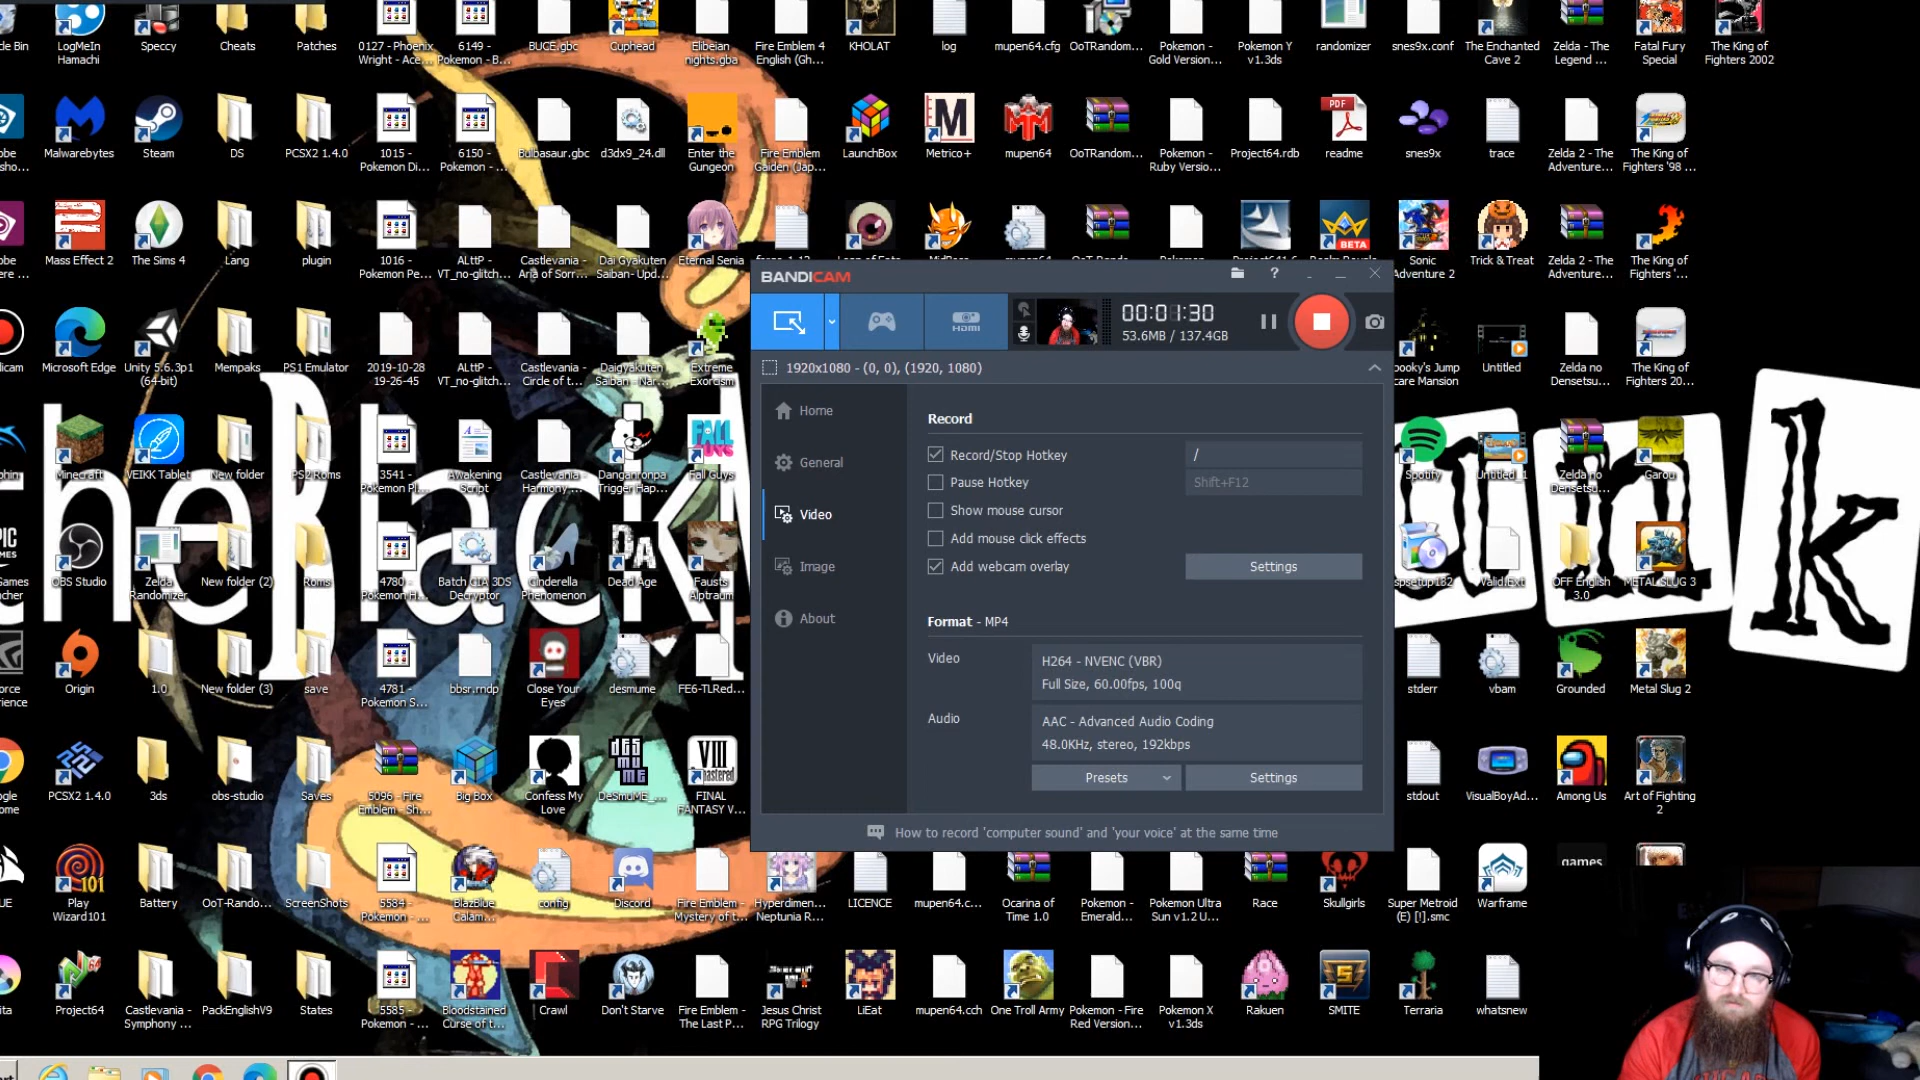 LogMeIn
Hamachi
Speccy
Cheats
Patches
0127 - Phoenix
Wright - Ace...
6149 -
Pokemon - B...
BUCE.gbc
Cuphead
Elibeian
nights.gba
Fire Emblem 4
English (Gh...
KHOLAT
log
mupen64.cfg
OoTRandom...
Pokemon -
Gold Version...
Pokemon Y
v1.3ds
randomizer
snes9x.conf
The Enchanted
Cave 2
Zelda - The
Legend ...
Fatal Fury
Special
The King of
Fighters 2002
Malwarebytes
Steam
DS
PCSX2 1.4.0
1015 -
Pokemon Di...
6150 -
Pokemon - ...
Bulbasaur.gbc
d3dx9_24.dll
Enter the
Gungeon
Fire Emblem
Gaiden (Jap...
LaunchBox
Metrico+
mupen64
OoTRandom...
Pokemon -
Ruby Versio...
Project64.rdb
readme
snes9x
trace
Zelda 2 - The
Adventure...
The King of
Fighters '98 ...
Mass Effect 2
The Sims 4
Lang
plugin
1016 -
Pokemon Pe...
ALttP -
VT_no-glitch...
Castlevania -
Aria of Sorr...
Dai Gyakuten
Saiban- Upd...
Eternal Senia
BETA
Sonic
Adventure 2
Trick & Treat
Zelda 2 - The
Adventure...
The King of
Fighters '...
BANDICAM
HDMI
00:01:30
53.6MB / 137.4GB
1920x1080 - (0, 0), (1920, 1080)
Home
General
Video
Image
About
Record
Record/Stop Hotkey
/
Pause Hotkey
Shift+F12
Show mouse cursor
Add mouse click effects
Add webcam overlay
Settings
Format - MP4
Video
H264 - NVENC (VBR)
Full Size, 60.00fps, 100q
Audio
AAC - Advanced Audio Coding
48.0KHz, stereo, 192kbps
Presets
Settings
How to record 'computer sound' and 'your voice' at the same time
Microsoft Edge
Unity 5.6.3p1
(64-bit)
Mempaks
PS1 Emulator
2019-10-28
19-26-45
ALttP -
VT_no-glitch...
Castlevania -
Circle of t...
Daigyakuten
Saiban - Nar...
Extreme
Exorcism
Untitled
Zelda no
Densetsu...
The King of
Fighters 20...
Minecraft
VEIKK Tablet
New folder
PS2 Roms
3541 -
Pokemon Pl...
Awakening
Script
Castlevania -
Harmony ...
Danganronpa
Trigger Hap...
Fall Guys
Spotify
Untitled_1
Zelda no
Densetsu...
Garou
OBS Studio
Zelda
Randomizer
New folder (2)
Roms
4780 -
Pokemon H...
Batch CIA 3DS
Decryptor
Cinderella
Phenomenon
Dead Age
Fausts
Alptraum
spsetup132
Valid.Ext
OFF English
3.0
METAL SLUG 3
Origin
1.0
New folder (3)
save
4781 -
Pokemon S...
bbsr.rndp
Close Your
Eyes
desmume
FE6-TLRed...
stderr
vbam
Grounded
Metal Slug 2
PCSX2 1.4.0
3ds
obs-studio
Saves
5096 - Fire
Emblem - Sh...
Big Box
Confess My
Love
DeSmuME_...
FINAL
FANTASY V...
stdout
VisualBoyAd...
Among Us
Art of Fighting
2
Play
Wizard101
Battery
OoT-Rando...
ScreenShots
5584 -
Pokemon - ...
BlazBlue
Calam...
config
Discord
Fire Emblem -
Mystery of t...
Hyperdimen...
Neptunia R...
LICENCE
mupen64.c...
Ocarina of
Time 1.0
Pokemon -
Emerald...
Pokemon Ultra
Sun v1.2 U...
Race
Skullgirls
Super Metroid
(E) [!].smc
Warframe
games
Project64
Castlevania -
Symphony ...
PackEnglishV9
States
5585 -
Pokemon - ...
Bloodstained
Curse of t...
Crawl
Don't Starve
Fire Emblem -
The Last P...
Jesus Christ
RPG Trilogy
LiEat
mupen64.cch
One Troll Army
Pokemon - Fire
Red Version...
Pokemon X
v1.3ds
Rakuen
SMITE
Terraria
whatsnew